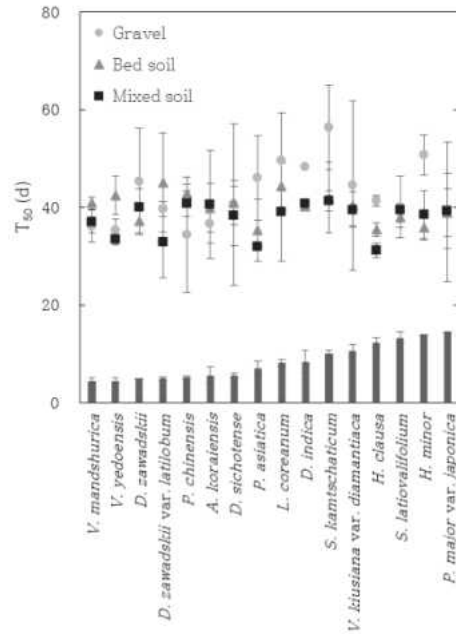 80
60
40
20
0
T50 (d)
Gravel
Bed soil
Mixed soil
V. mandshurica
V. yedoensis
D. zawadskii
D. zawadskii var. latilobum
P. chinensis
A. koraiensis
D. sichotense
P. asiatica
L. coreanum
D. indica
S. kamtschaticum
V. kiusiana var. diamantiaca
H. clausa
S. latiovalifolium
H. minor
P. major var. japonica